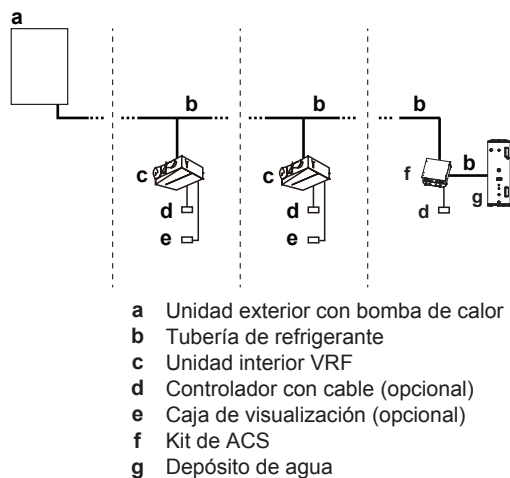 a
b b b
c c f b
d d d g
e e
a Unidad exterior con bomba de calor
b Tubería de refrigerante
c Unidad interior VRF
d Controlador con cable (opcional)
e Caja de visualización (opcional)
f Kit de ACS
g Depósito de agua